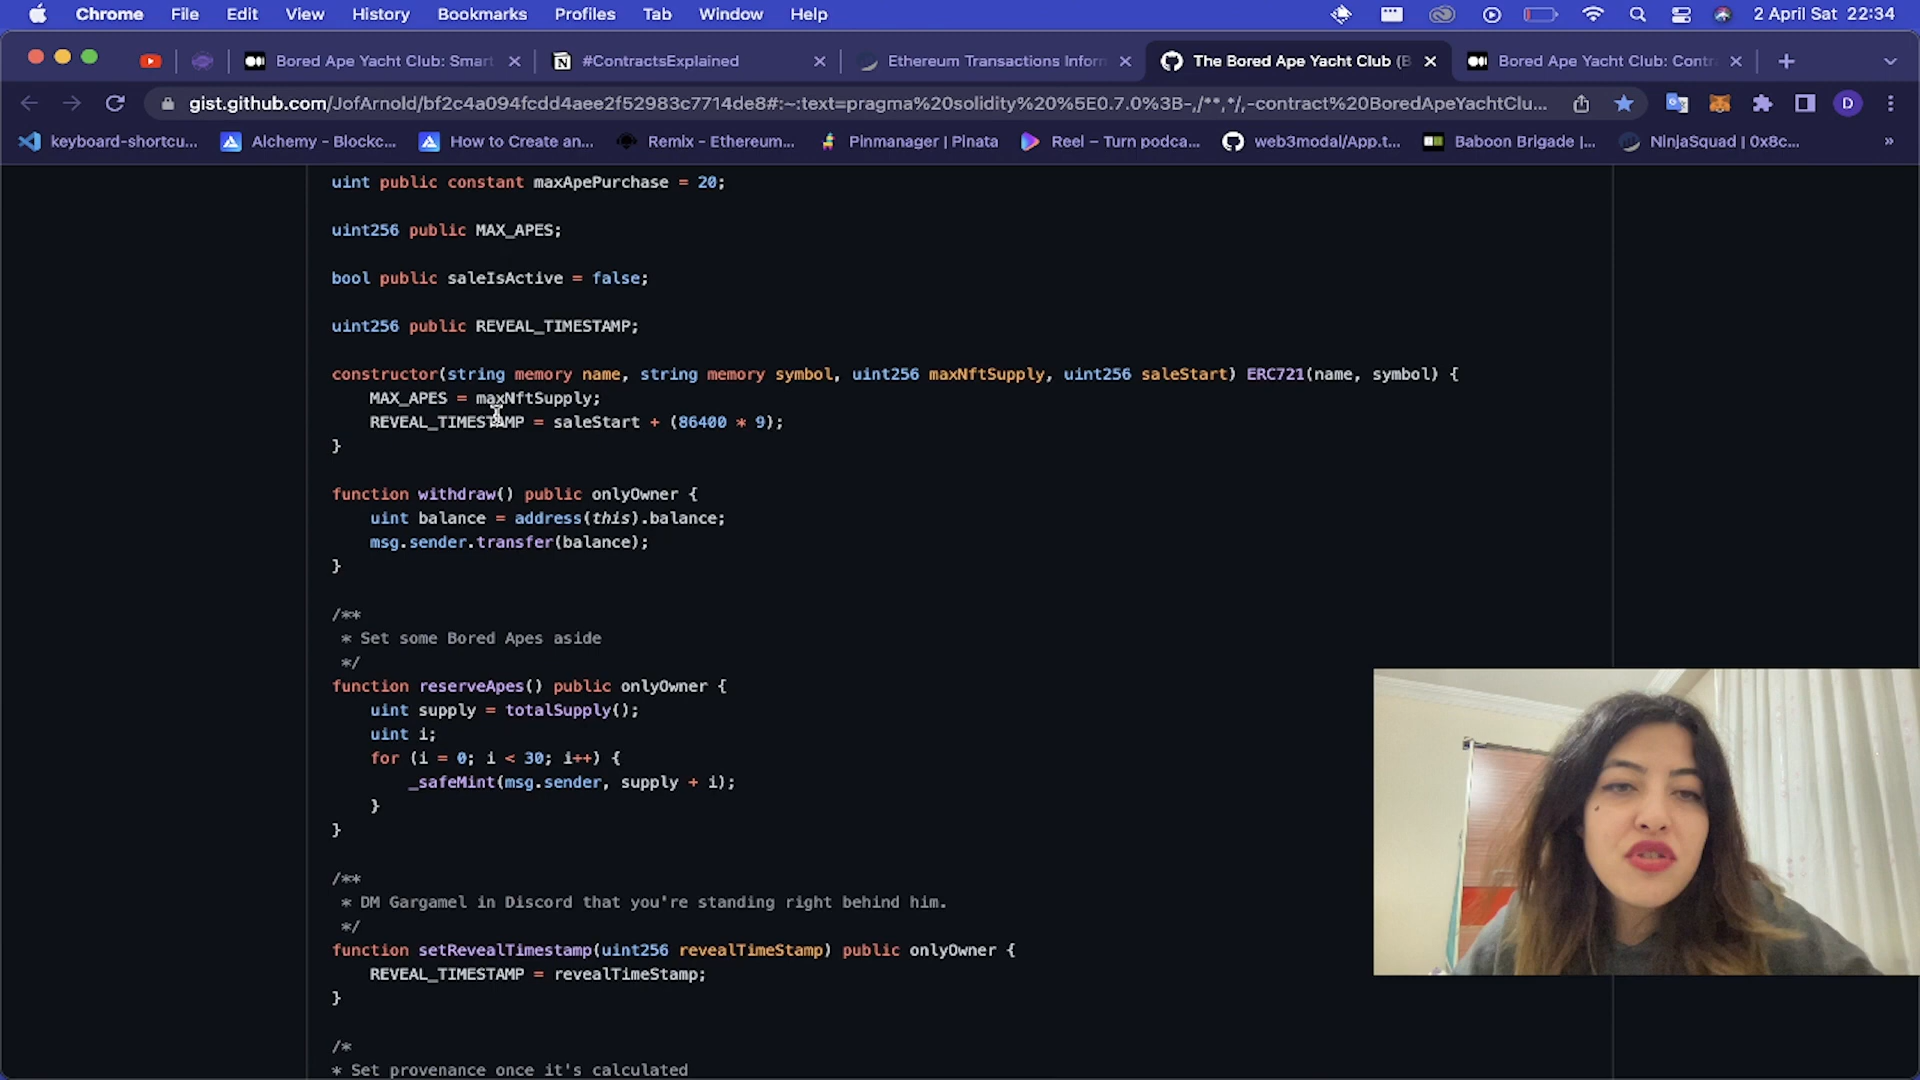 Chrome File Edit View History Bookmarks Profiles Tab Window Help 2 April Sat 22:34
Bored Ape Yacht Club: Smart #ContractsExplained Ethereum Transactions Inforn The Bored Ape Yacht Club (B Bored Ape Yacht Club: Contr
gist.github.com/JofArnold/bf2c4a094fcdd4aee2f52983c7714de8#:~:text=pragma%20solidity%20%5E0.7.0%3B-,/**,*/,-contract%20BoredApeYachtClu... D
keyboard-shortcu... Alchemy - Blockc... How to Create an... Remix - Ethereum... Pinmanager | Pinata Reel – Turn podca... web3modal/App.t... Baboon Brigade |... NinjaSquad | 0x8c... »
uint public constant maxApePurchase = 20;
uint256 public MAX_APES;
bool public saleIsActive = false;
uint256 public REVEAL_TIMESTAMP;
constructor(string memory name, string memory symbol, uint256 maxNftSupply, uint256 saleStart) ERC721(name, symbol) {
MAX_APES = maxNftSupply;
REVEAL_TIMESTAMP = saleStart + (86400 * 9);
}
function withdraw() public onlyOwner {
uint balance = address(this).balance;
msg.sender.transfer(balance);
}
/**
* Set some Bored Apes aside
*/
function reserveApes() public onlyOwner {
uint supply = totalSupply();
uint i;
for (i = 0; i < 30; i++) {
_safeMint(msg.sender, supply + i);
}
}
/**
* DM Gargamel in Discord that you're standing right behind him.
*/
function setRevealTimestamp(uint256 revealTimeStamp) public onlyOwner {
REVEAL_TIMESTAMP = revealTimeStamp;
}
/*
* Set provenance once it's calculated